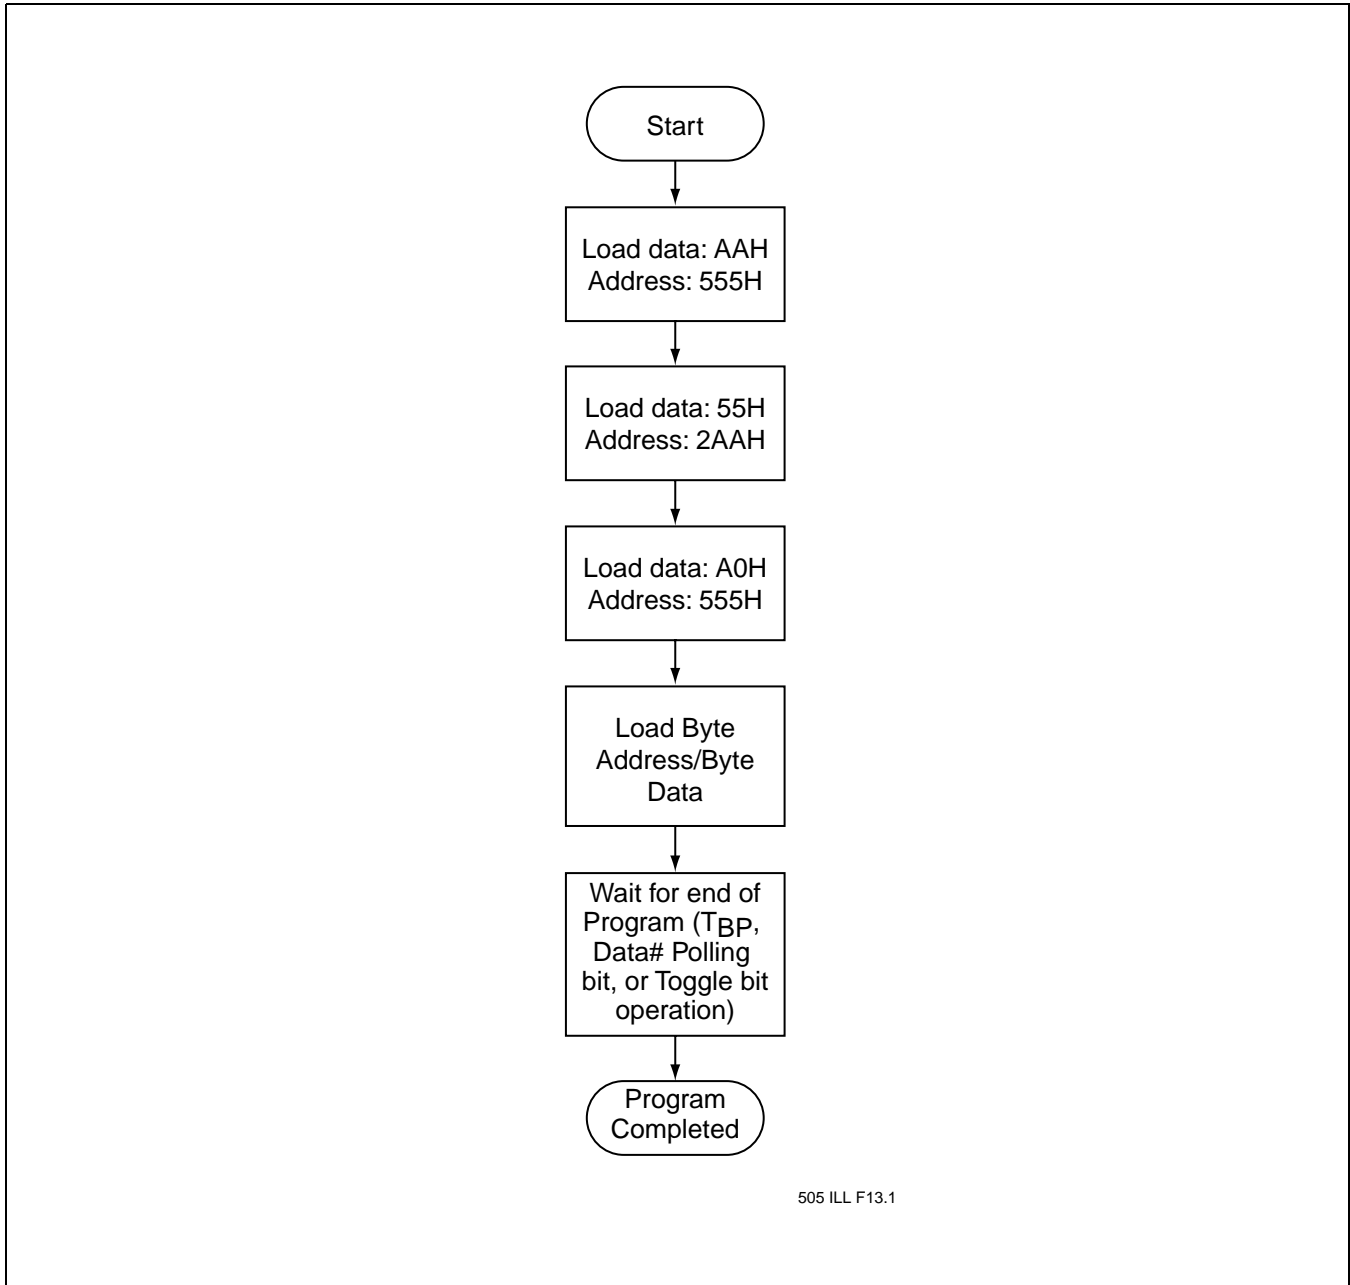 Start
Load data: AAH
Address: 555H
Load data: 55H
Address: 2AAH
Load data: A0H
Address: 555H
Load Byte
Address/Byte
Data
Wait for end of
Program (TBP,
Data# Polling
bit, or Toggle bit
operation)
Program
Completed
505 ILL F13.1